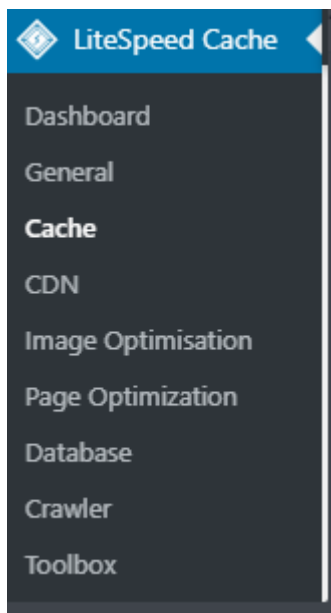 LiteSpeed Cache
Dashboard
General
Cache
CDN
Image Optimisation
Page Optimization
Database
Crawler
Toolbox